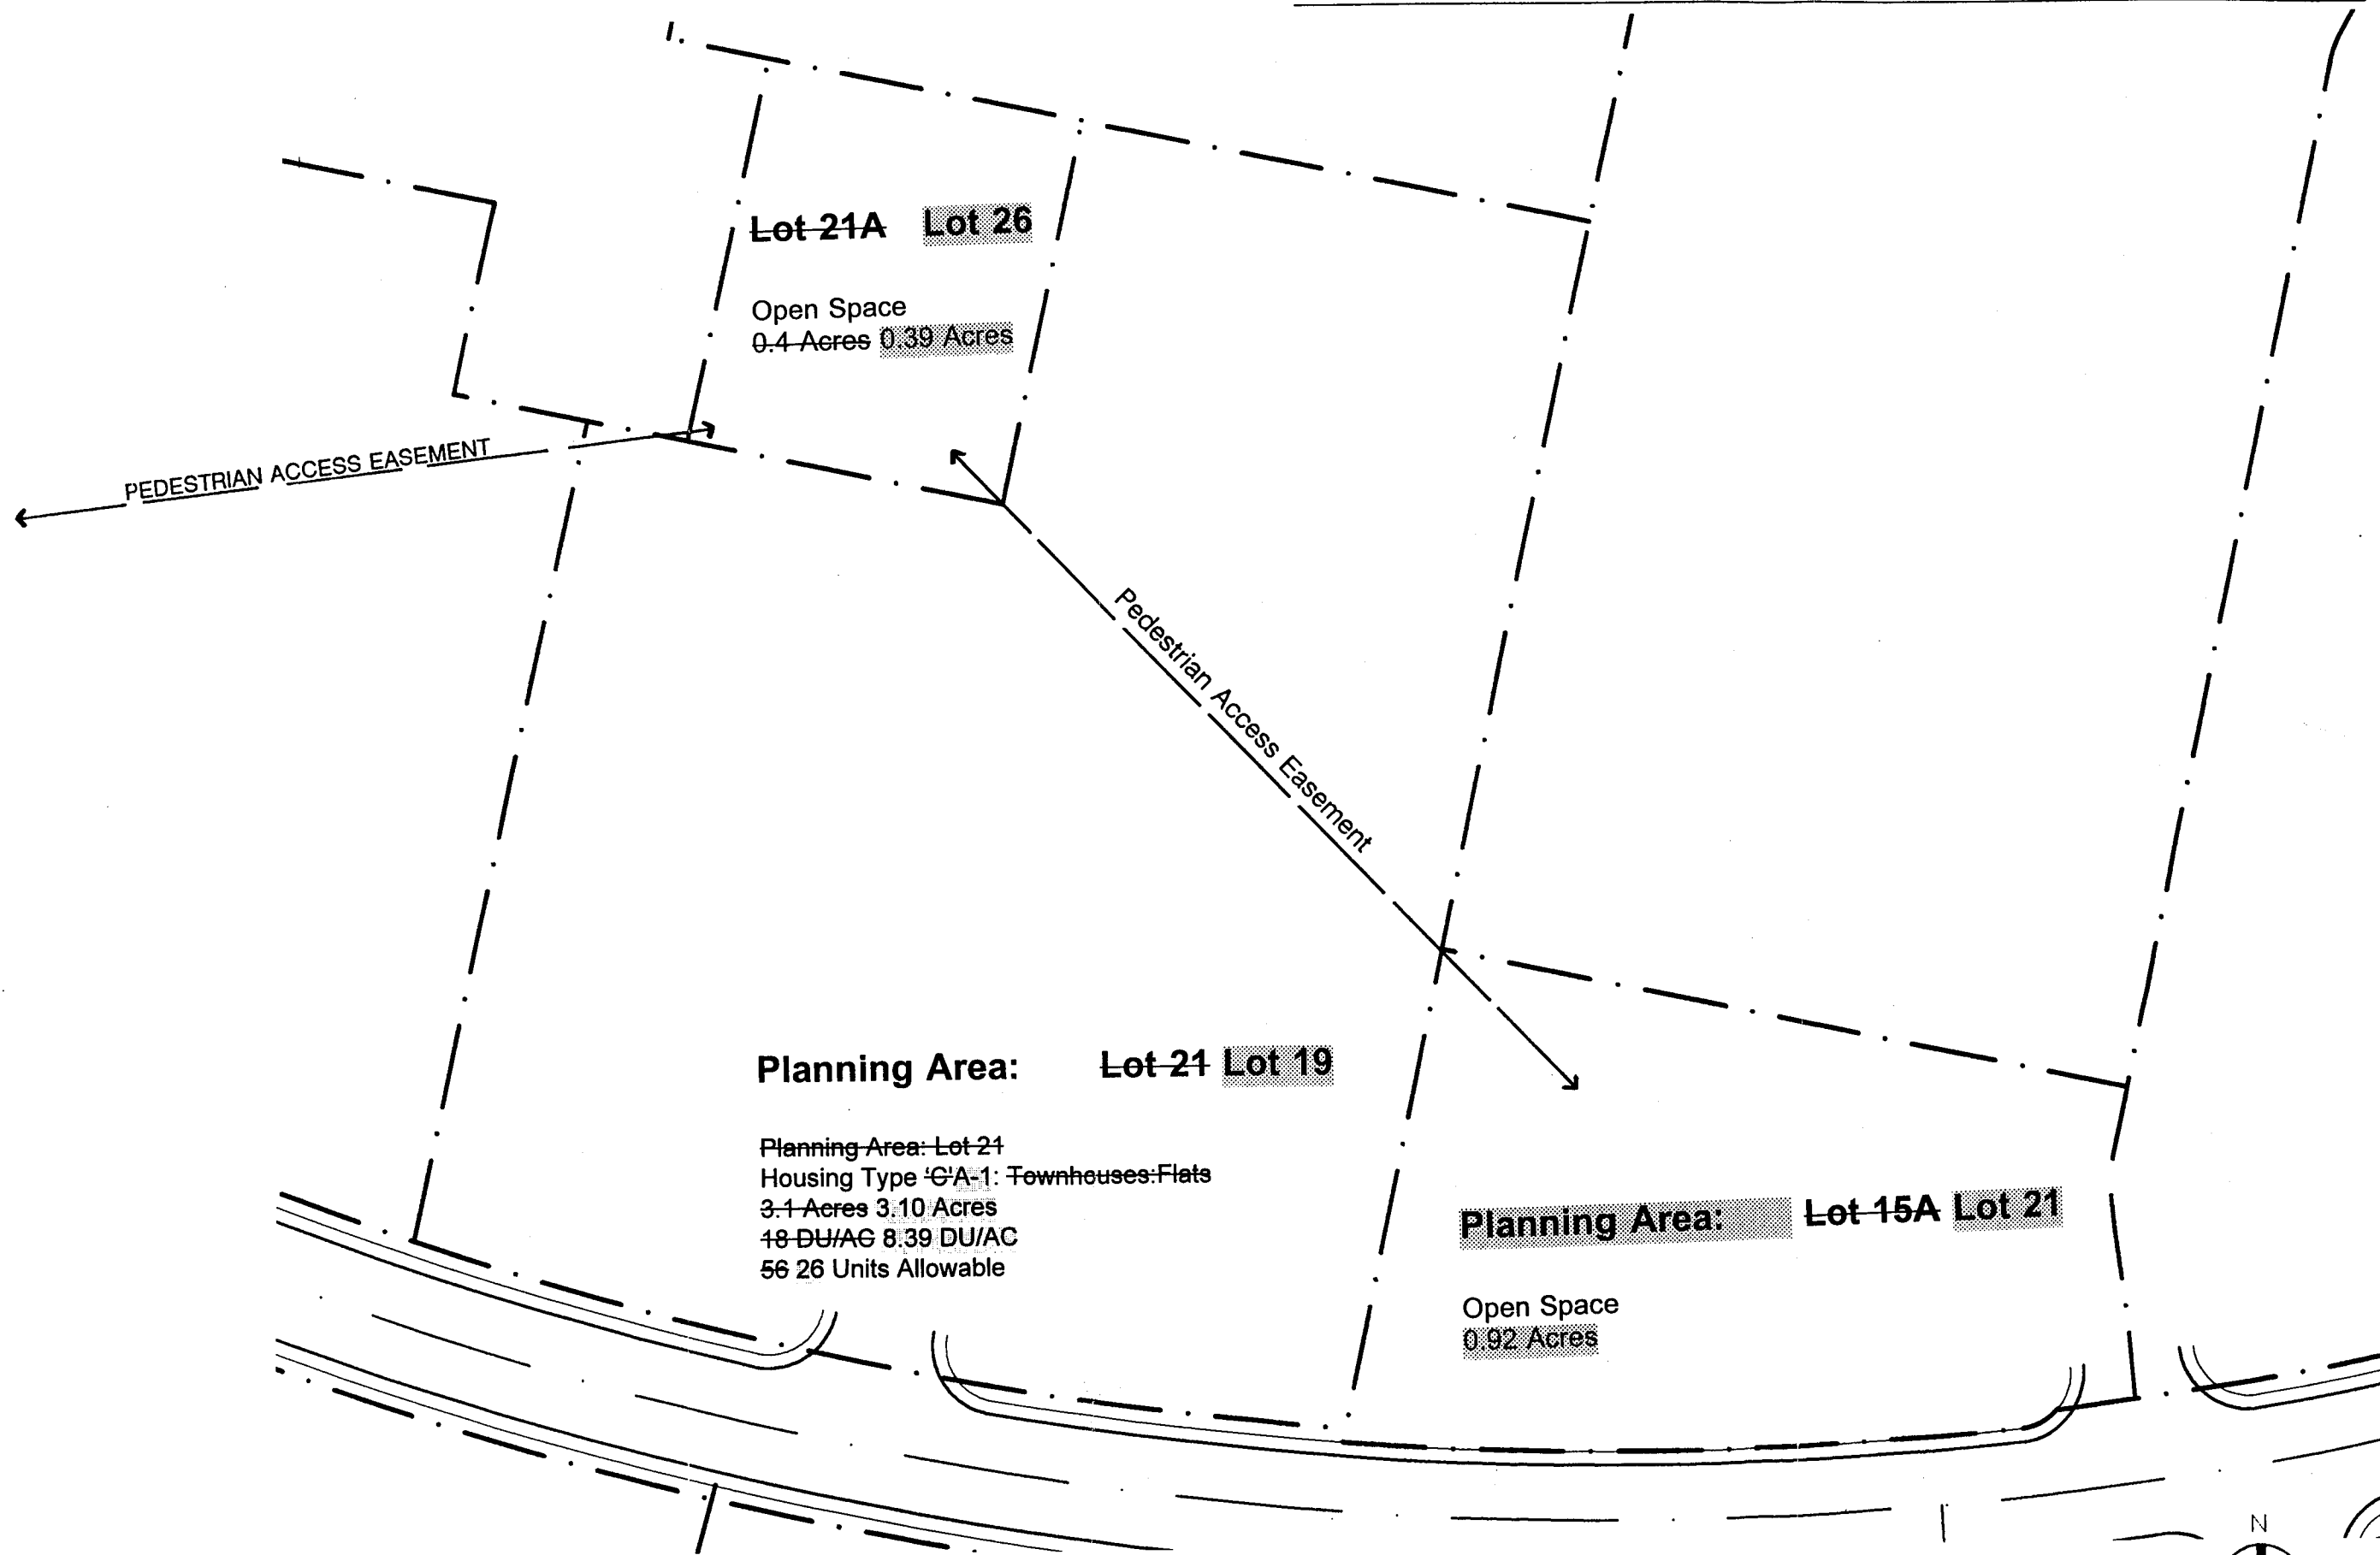 Lot 21A Lot 26
Open Space
0.4 Acres 0.39 Acres
PEDESTRIAN ACCESS EASEMENT
Pedestrian Access Easement
Planning Area: Lot 21 Lot 19
Planning Area: Lot 21
Housing Type 'C'A-1: Townhouses:Flats
3.1 Acres 3.10 Acres
18 DU/AC 8.39 DU/AC
56 26 Units Allowable
Planning Area: Lot 15A Lot 21
Open Space
0.92 Acres
N